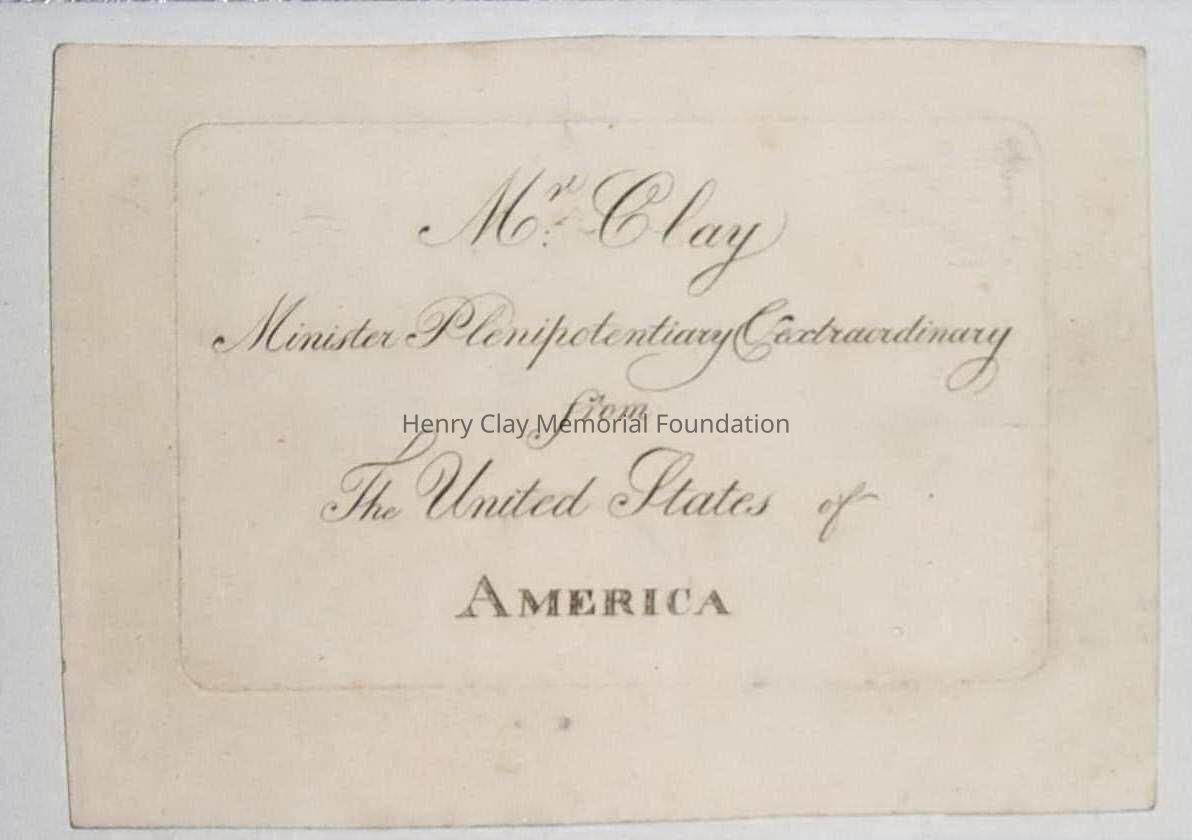 Mr. Clay
Minister Plenipotentiary & Extraordinary
from
Henry Clay Memorial Foundation
The United States of
AMERICA